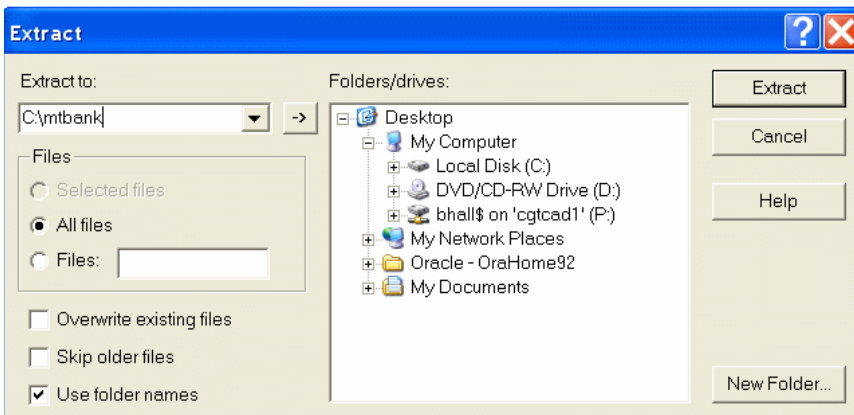 Extract
Extract to:
C:\mtbank
->
Files
Selected files
All files
Files:
Overwrite existing files
Skip older files
Use folder names
Folders/drives:
Desktop
My Computer
Local Disk (C:)
DVD/CD-RW Drive (D:)
bhall$ on 'cgtcad1' (P:)
My Network Places
Oracle - OraHome92
My Documents
Extract
Cancel
Help
New Folder...